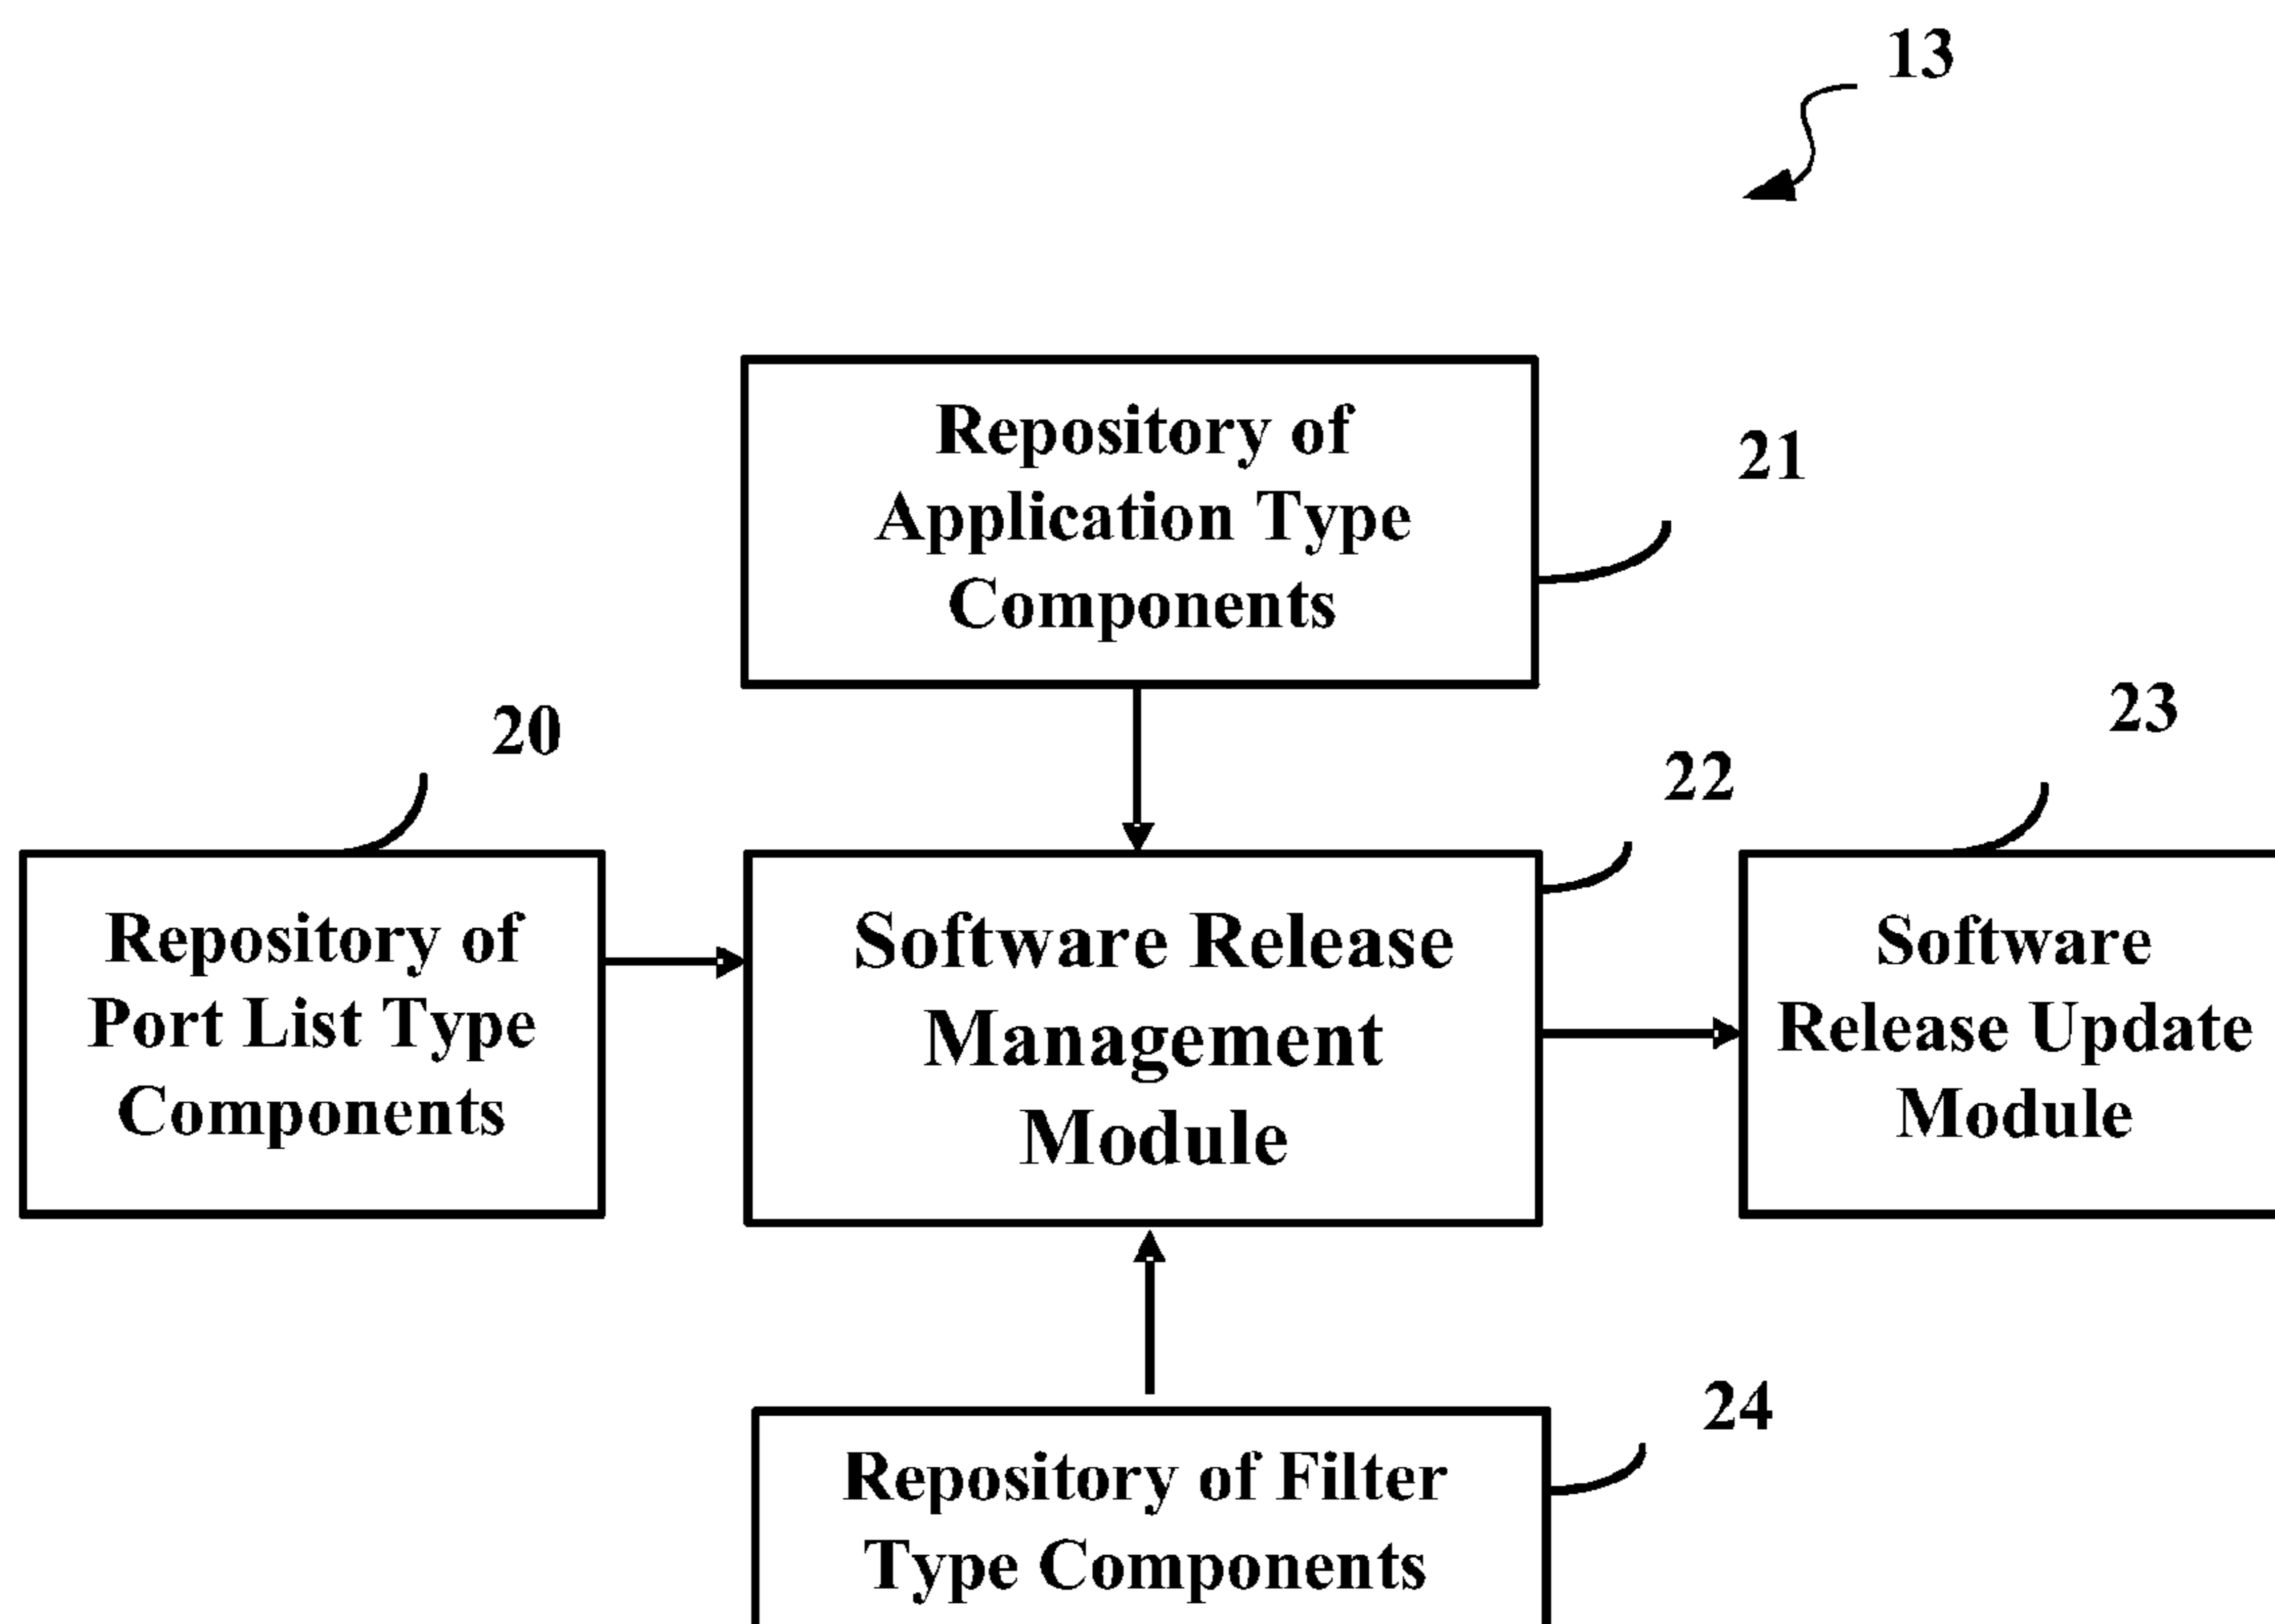 13
Repository of
Application Type
Components
21
20
22
23
Repository of
Port List Type
Components
Software Release
Management
Module
Software
Release Update
Module
24
Repository of Filter
Type Components